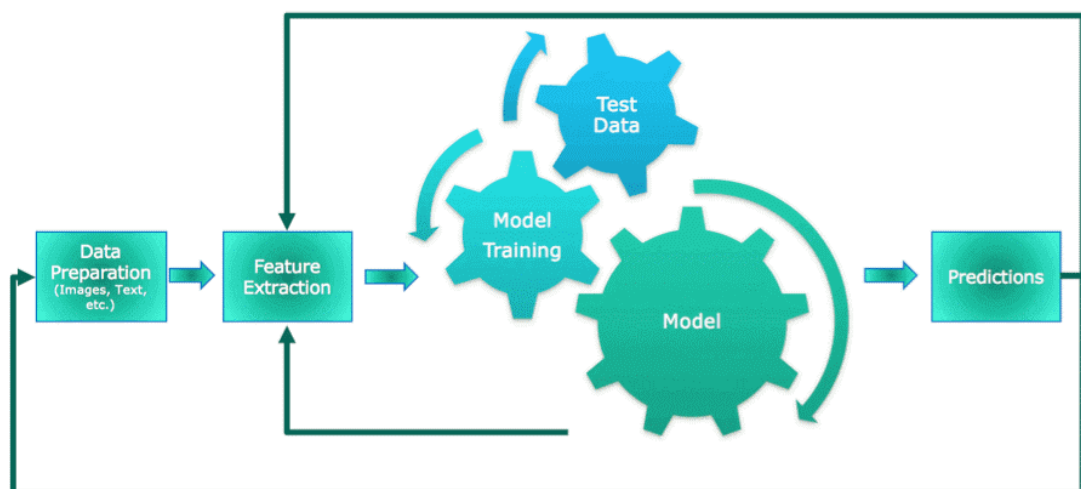 Test
Data
Model
Training
Data
Preparation
(Images, Text,
etc.)
Feature
Extraction
Model
Predictions